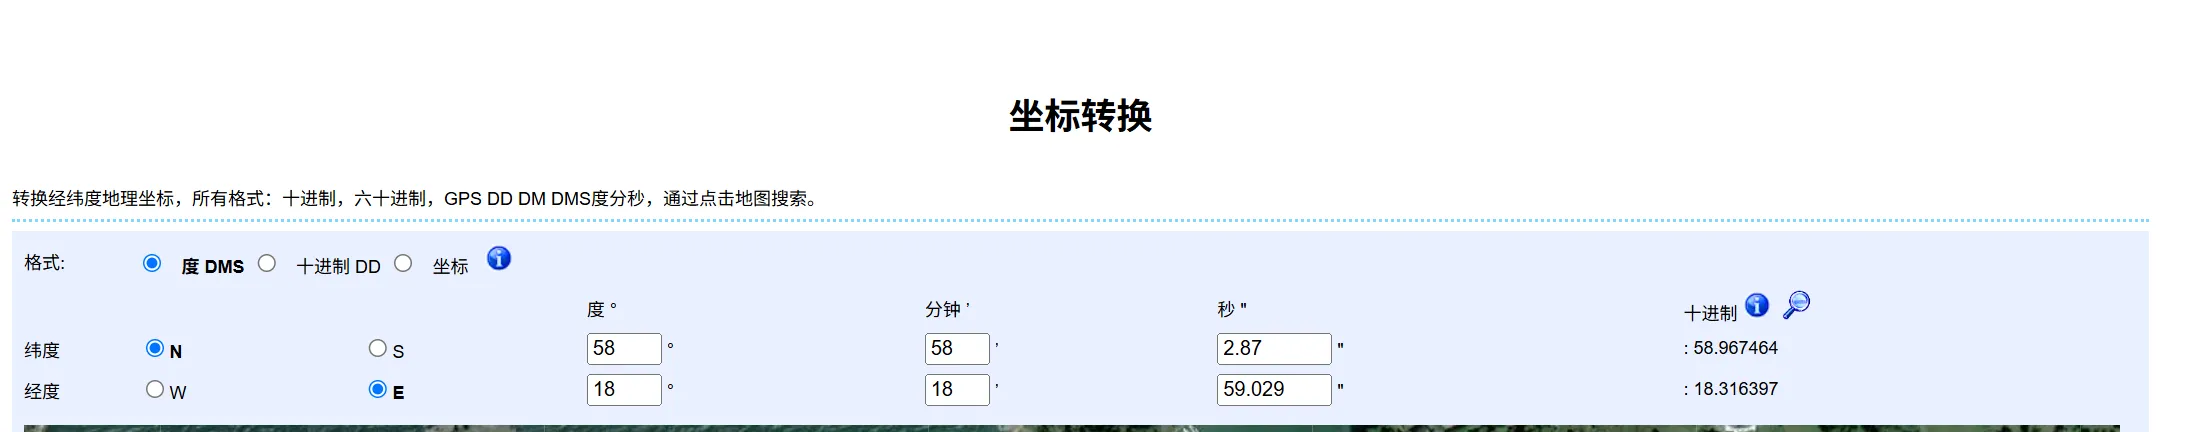 坐标转换
转换经纬度地理坐标，所有格式：十进制，六十进制，GPS DD DM DMS度分秒，通过点击地图搜索。
格式: 度 DMS 十进制 DD 坐标
度 ° 分钟 ' 秒 " 十进制
纬度 N S 58 ° 58 ' 2.87 " : 58.967464
经度 W E 18 ° 18 ' 59.029 " : 18.316397